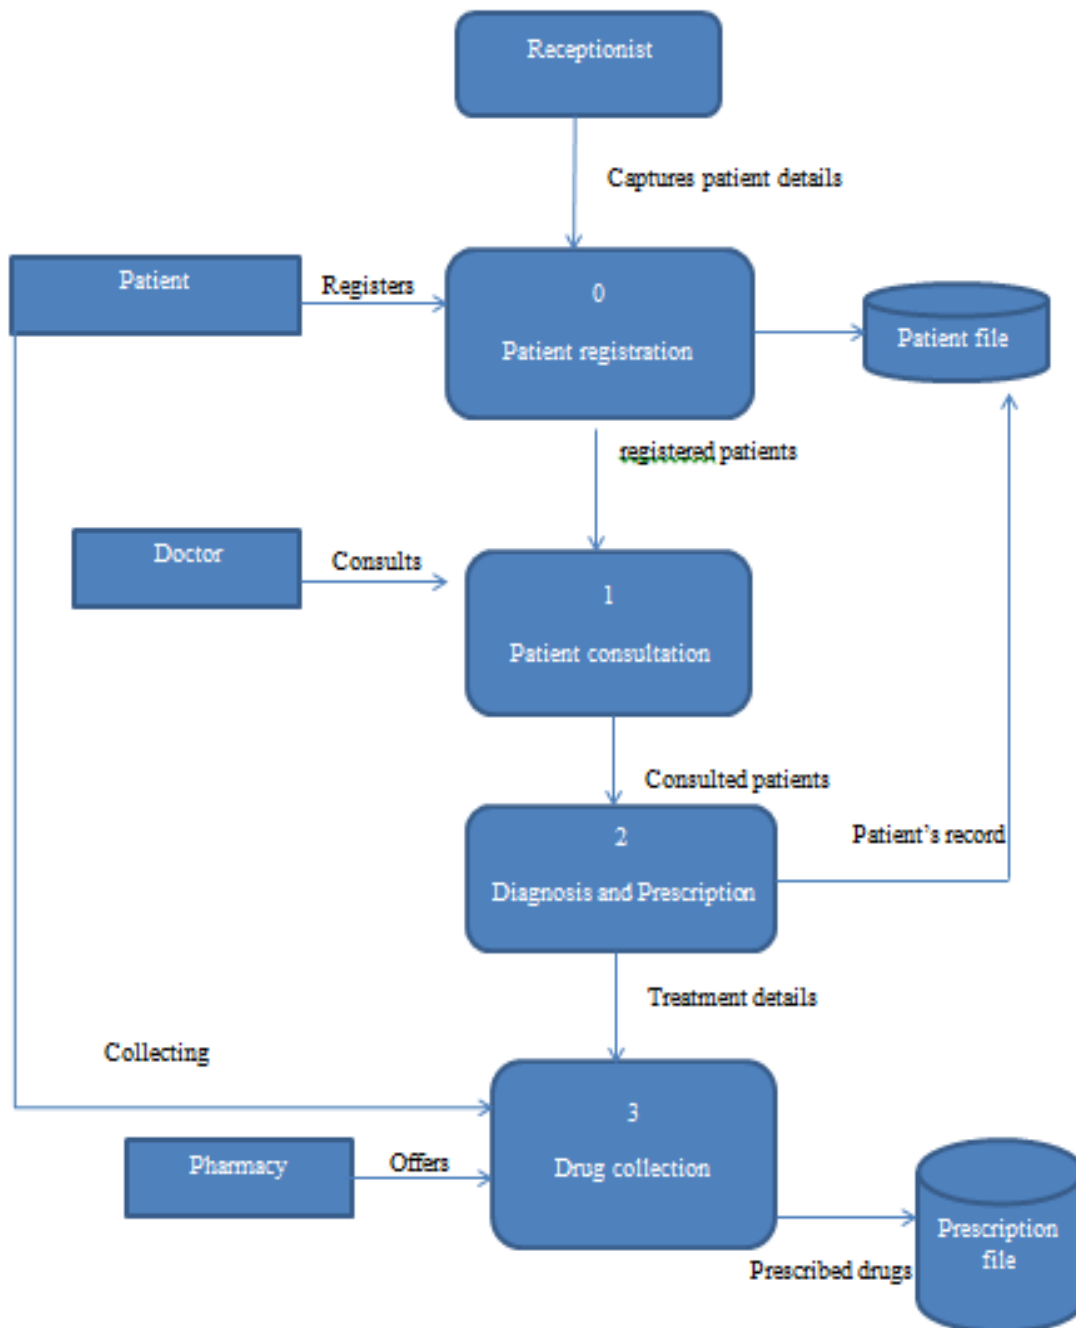 Receptionist
Captures patient details
Patient
Registers
0
Patient registration
Patient file
registered patients
Doctor
Consults
1
Patient consultation
Consulted patients
2
Diagnosis and Prescription
Patient’s record
Treatment details
Collecting
3
Drug collection
Pharmacy
Offers
Prescription
file
Prescribed drugs